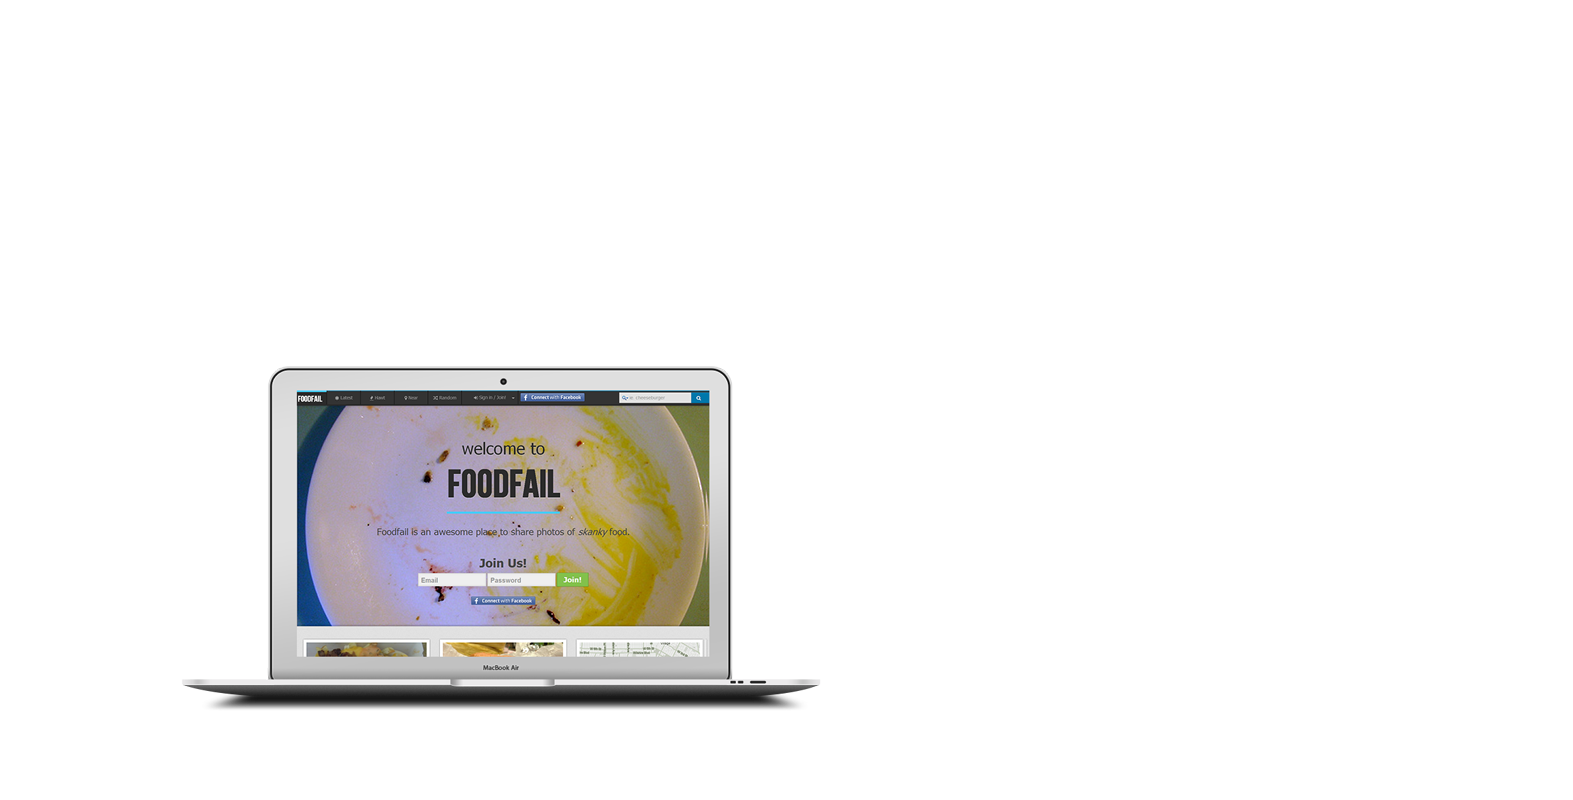 FOODFAIL Latest Hawt Near Random Sign in / Join Connect with Facebook ie. cheeseburger
welcome to
FOODFAIL
Foodfail is an awesome place to share photos of skanky food.
Join Us!
Email Password Join!
Connect with Facebook
MacBook Air